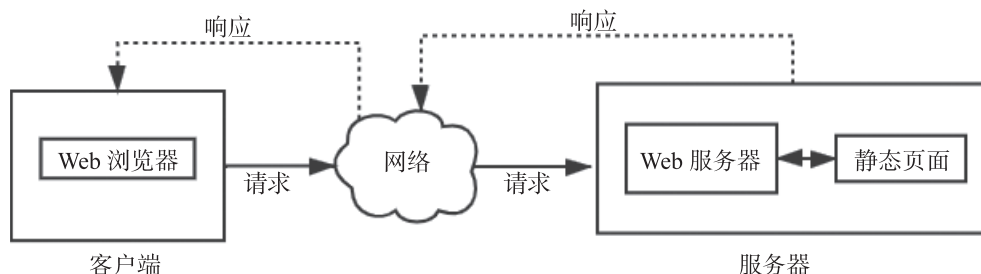 响应
响应
Web 浏览器
网络
Web 服务器
静态页面
请求
请求
客户端
服务器